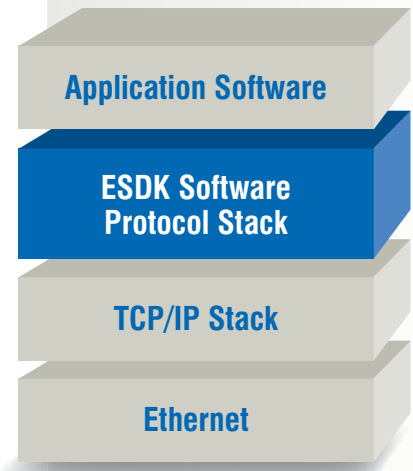 Application Software
ESDK Software
Protocol Stack
TCP/IP Stack
Ethernet